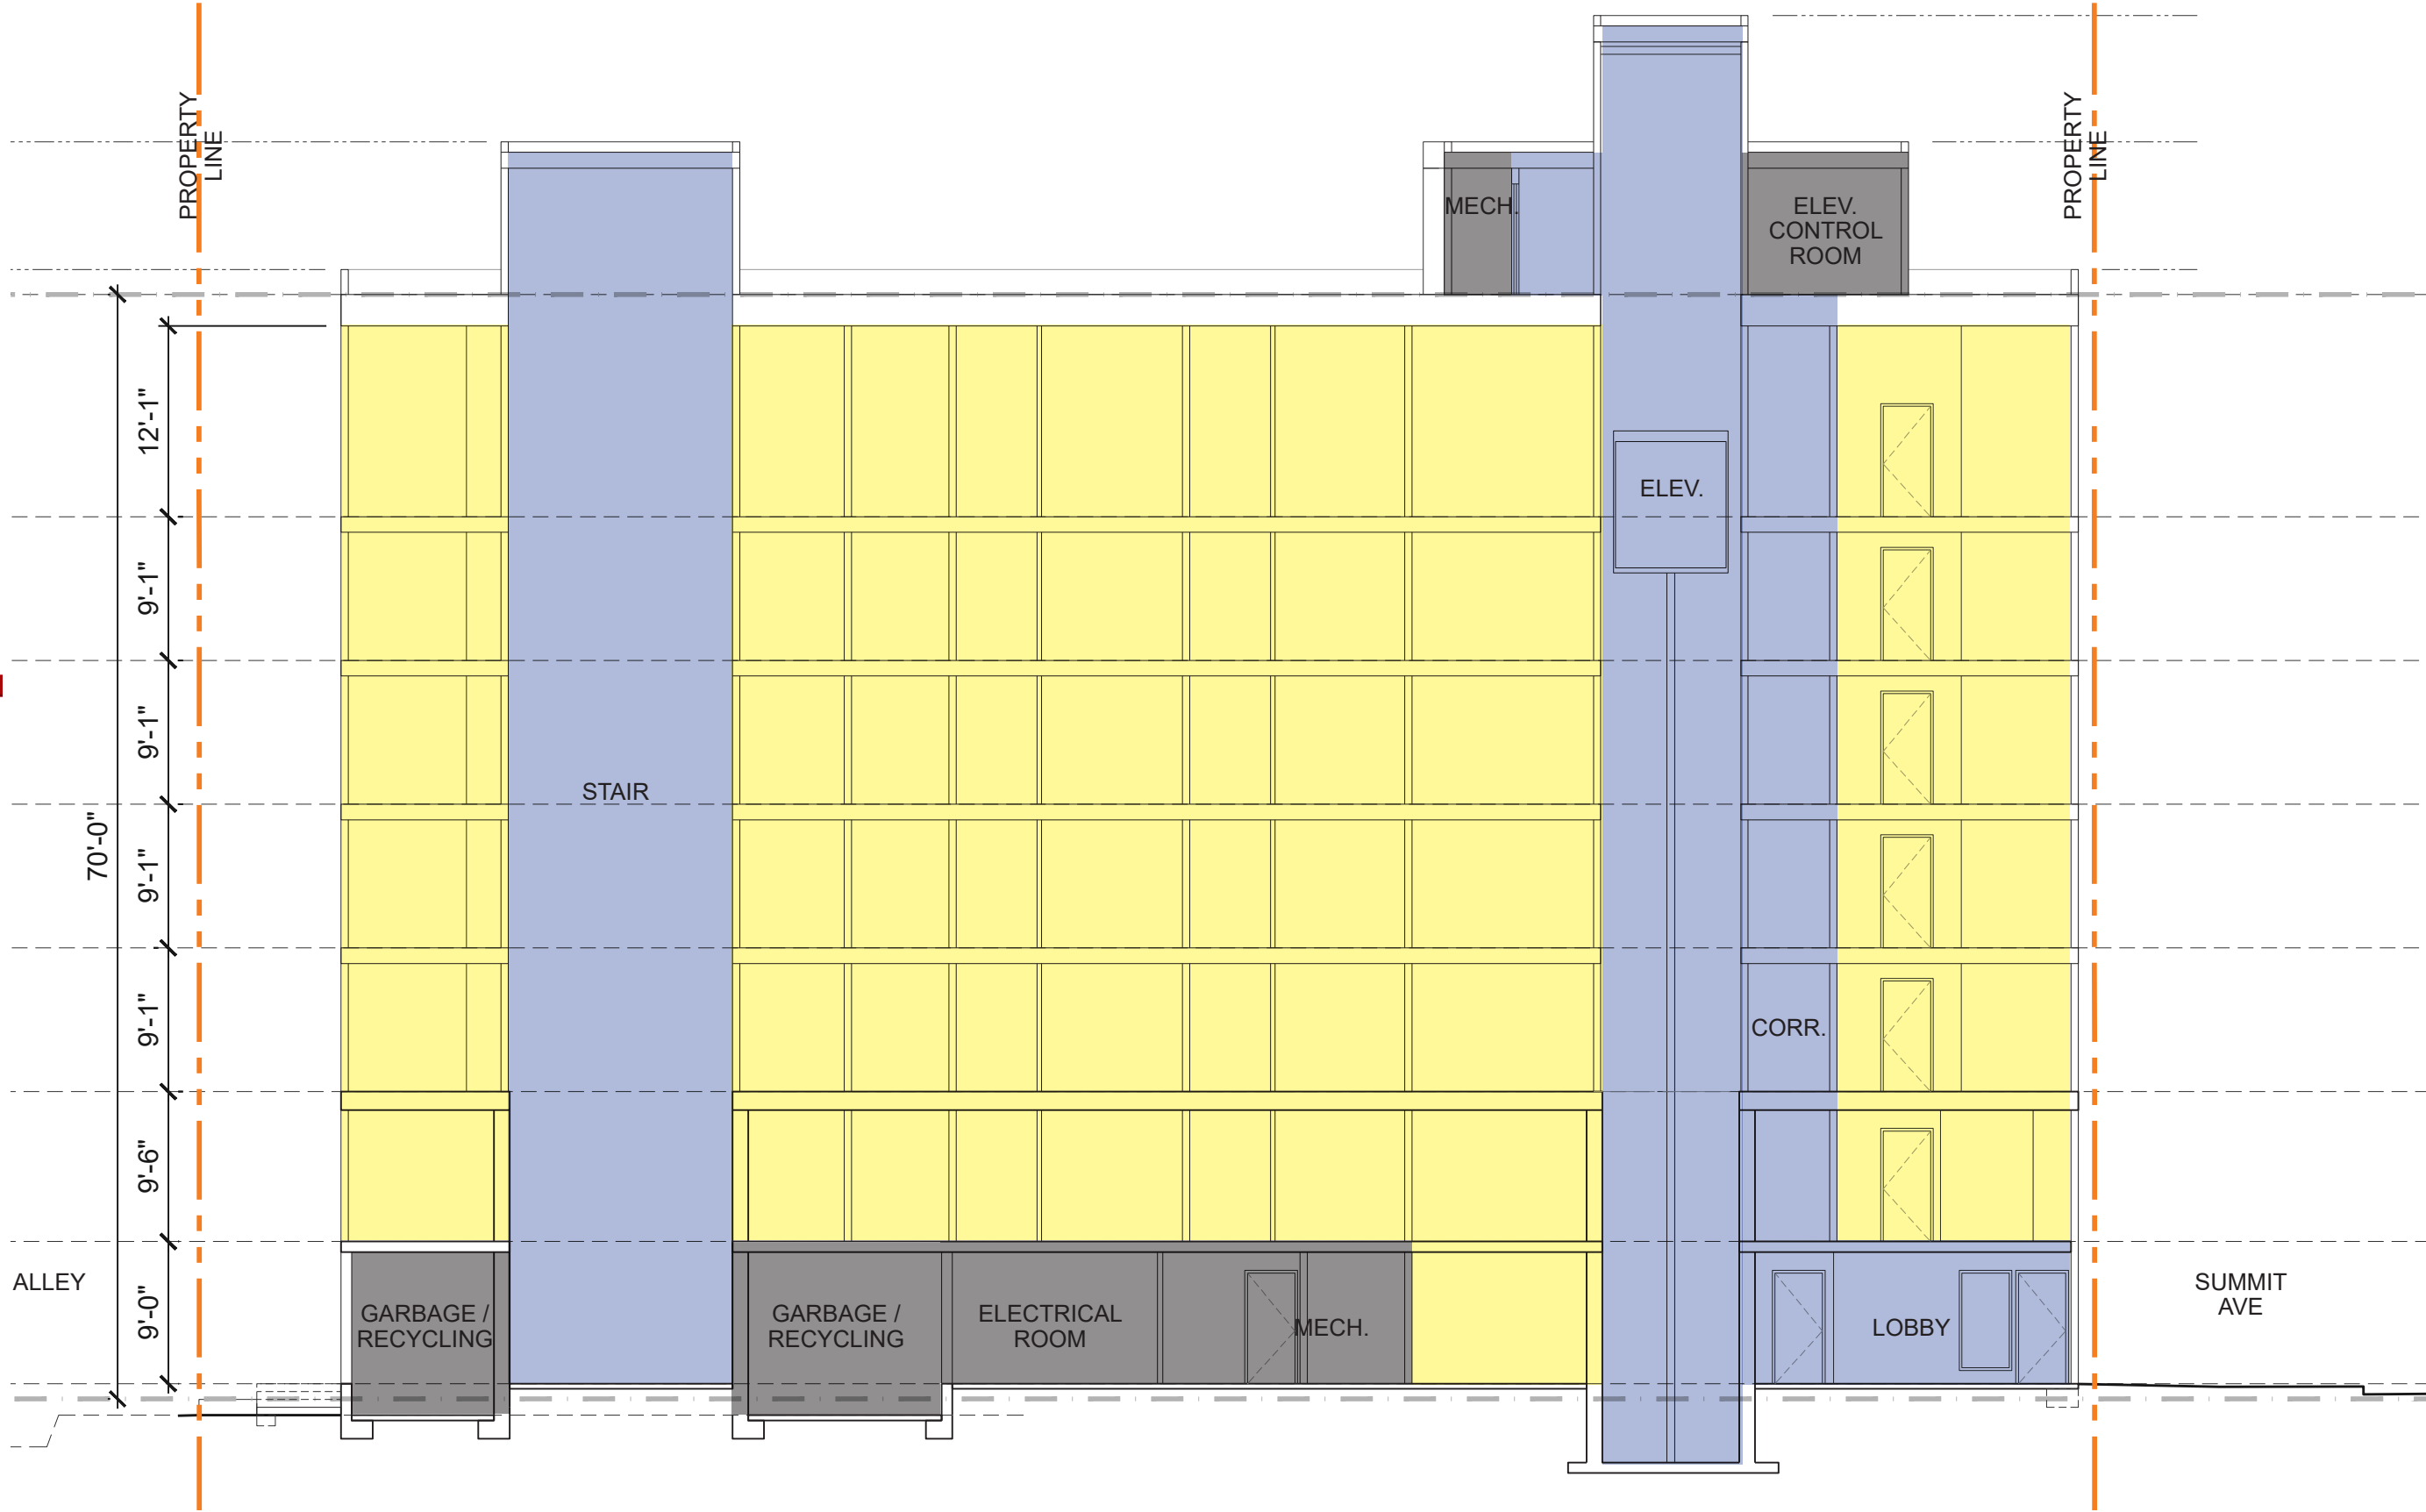 PROPERTY
LINE
PROPERTY
LINE
MECH.
ELEV.
CONTROL
ROOM
12'-1"
ELEV.
9'-1"
9'-1"
STAIR
70'-0"
9'-1"
9'-1"
CORR.
9'-6"
ALLEY
9'-0"
GARBAGE /
RECYCLING
GARBAGE /
RECYCLING
ELECTRICAL
ROOM
MECH.
LOBBY
SUMMIT
AVE